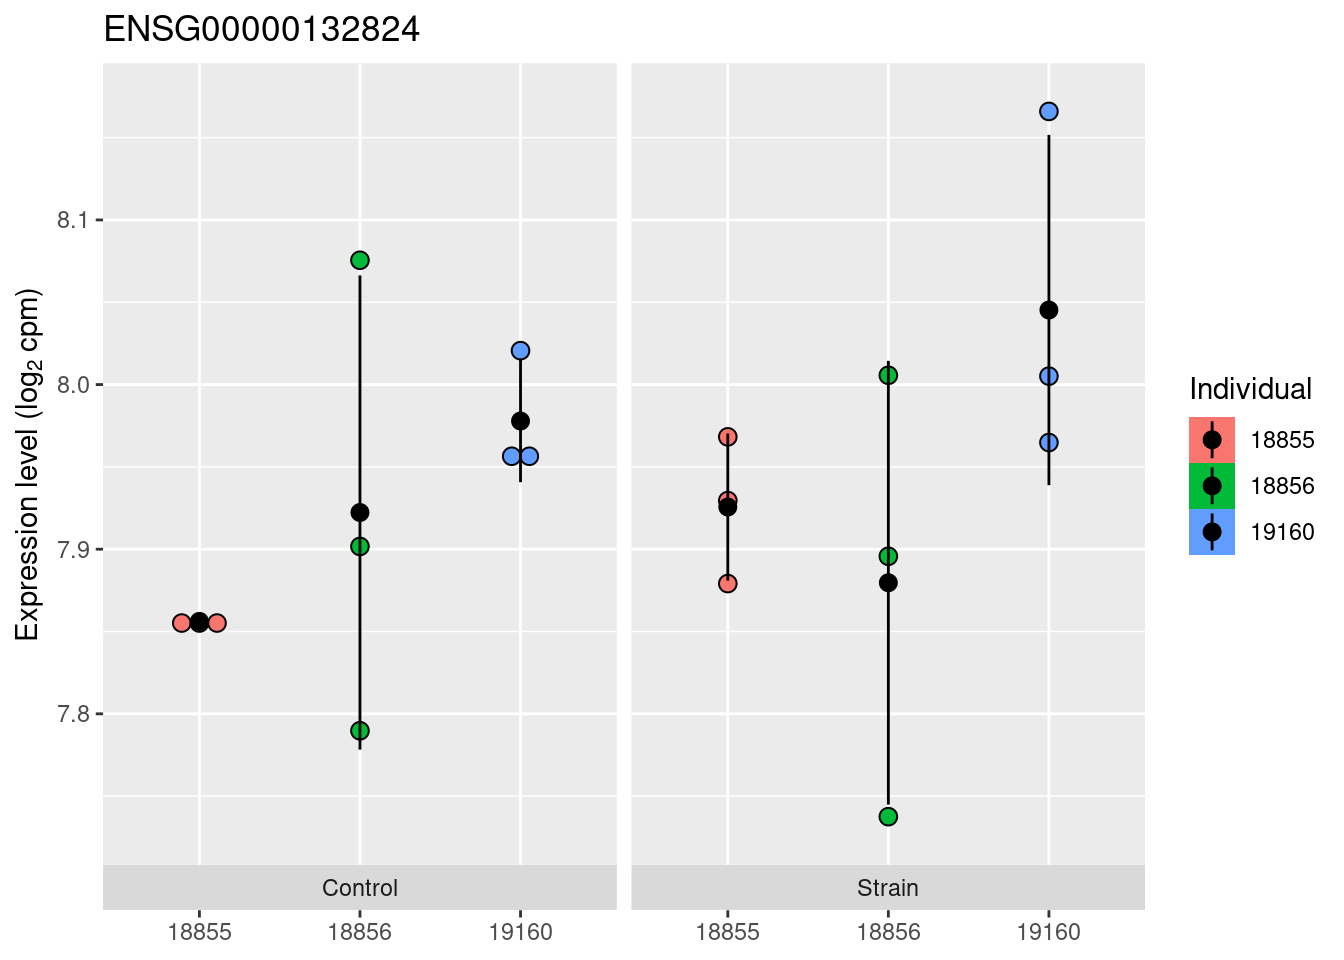 ENSG00000132824
Expression level (log₂ cpm)
8.1
8.0
7.9
7.8
Control
Strain
18855
18856
19160
18855
18856
19160
Individual
18855
18856
19160